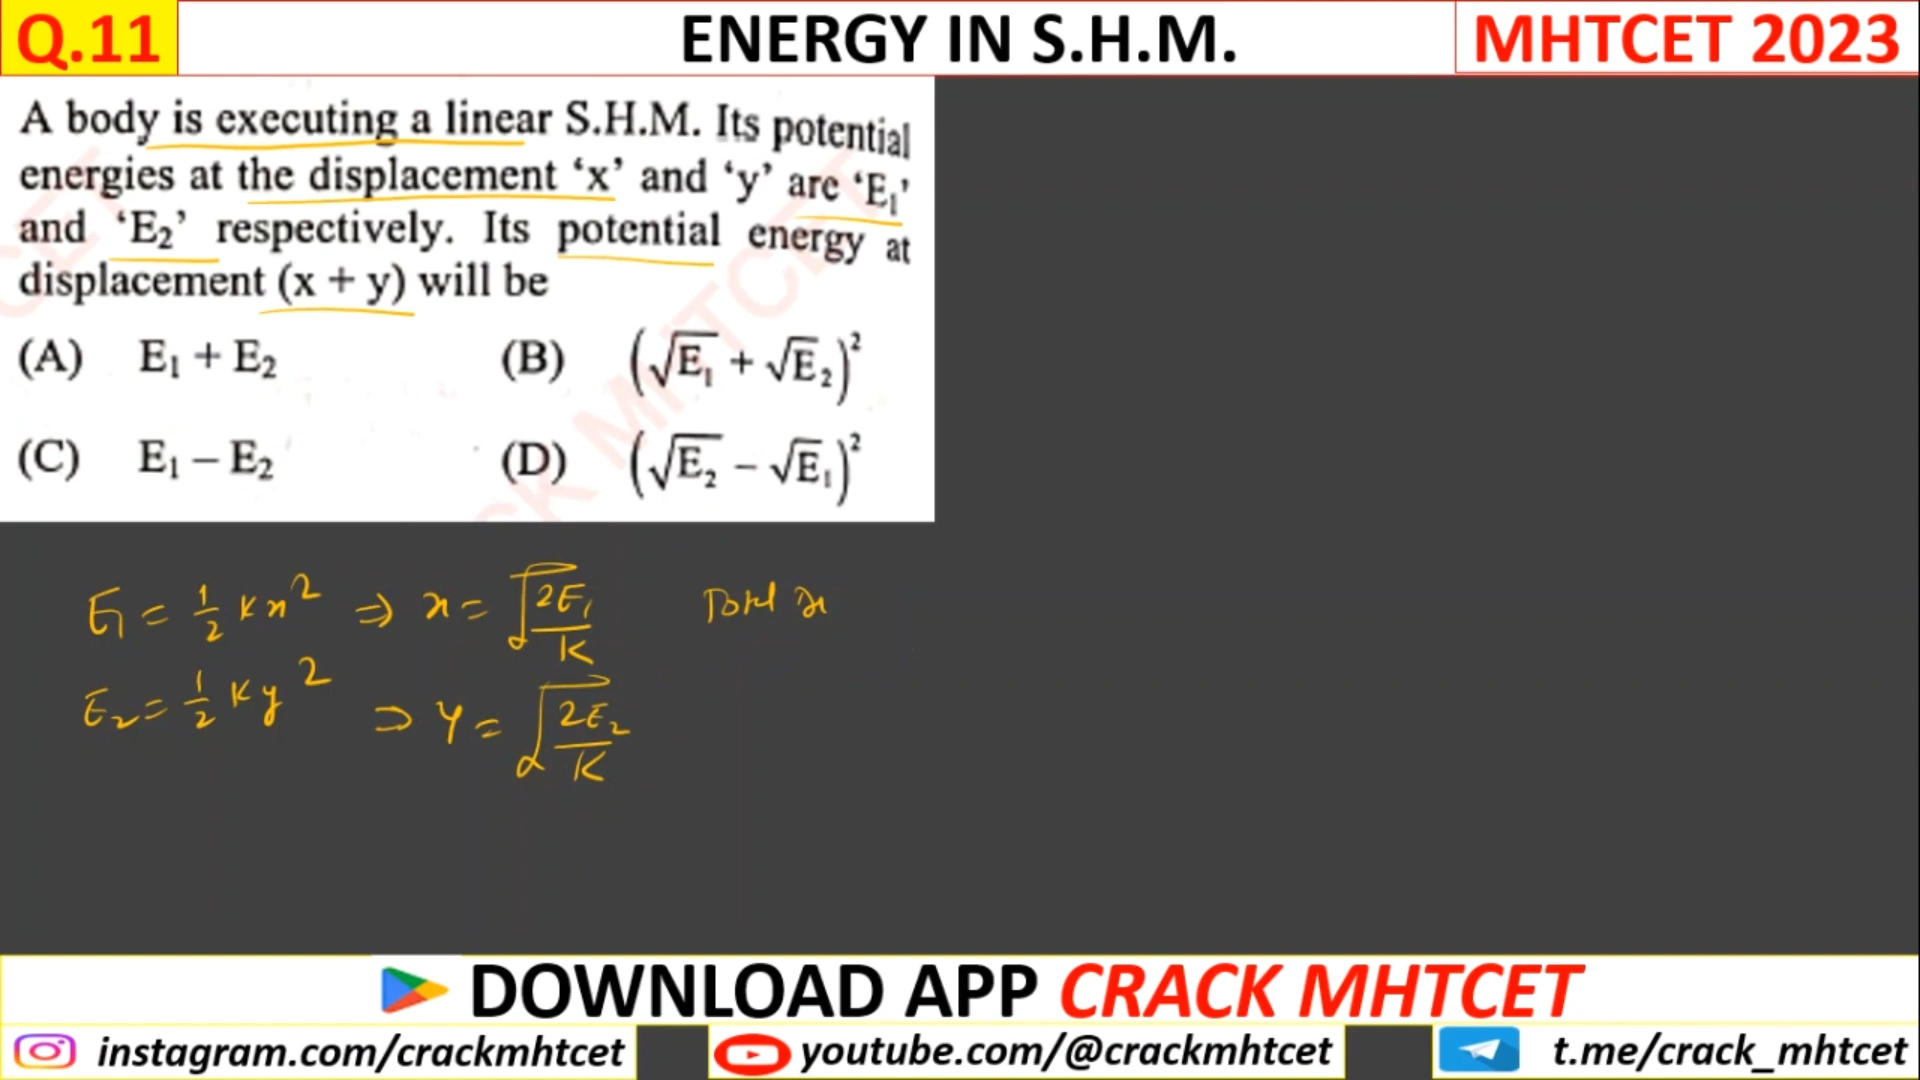 Q.11 ENERGY IN S.H.M. MHTCET 2023
A body is executing a linear S.H.M. Its potential
energies at the displacement ‘x’ and ‘y’ are ‘E₁’
and ‘E₂’ respectively. Its potential energy at
displacement (x + y) will be
(A) E₁ + E₂ (B) (√E₁ + √E₂)²
(C) E₁ – E₂ (D) (√E₂ – √E₁)²
E₁ = 1/2 Kx² ⇒ x = √(2E₁/K)
E₂ = 1/2 Ky² ⇒ y = √(2E₂/K)
DOWNLOAD APP CRACK MHTCET
instagram.com/crackmhtcet youtube.com/@crackmhtcet t.me/crack_mhtcet